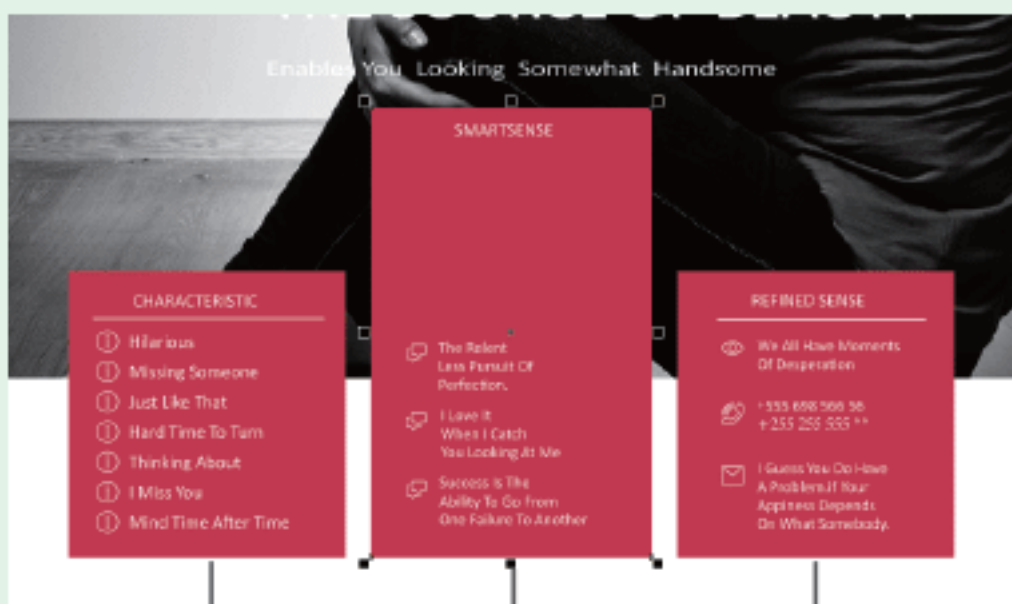 Enables You Looking Somewhat Handsome
SMARTSENSE
The Relent
Less Pursuit Of
Perfection.
I Love It
When I Catch
You Looking At Me
Success Is The
Ability To Go From
One Failure To Another
CHARACTERISTIC
Hilarious
Missing Someone
Just Like That
Hard Time To Turn
Thinking About
I Miss You
Mind Time After Time
REFINED SENSE
We All Have Moments
Of Desperation
+555 698 566 56
+255 255 555
I Guess You Do Have
A Problem.If Your
Appiness Depends
On What Somebody.